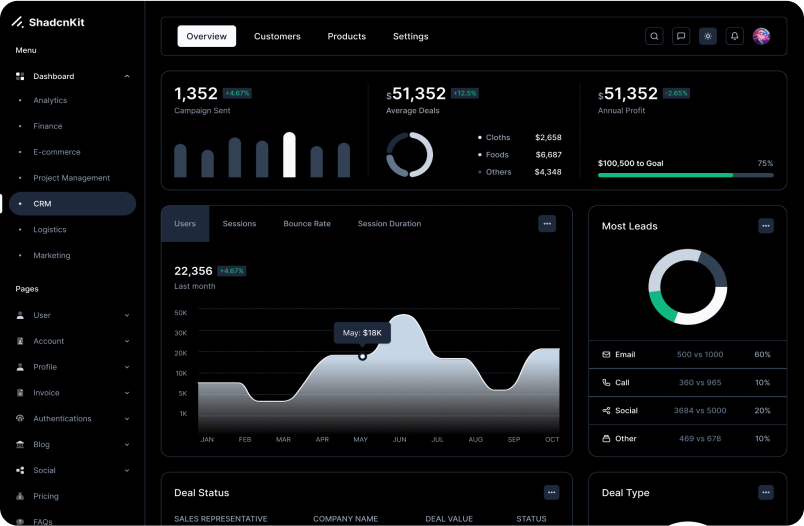 ShadcnKit
Menu
Dashboard
Analytics
Finance
E-commerce
Project Management
CRM
Logistics
Marketing
Pages
User
Account
Profile
Invoice
Authentications
Blog
Social
Pricing
FAQs
Overview Customers Products Settings
1,352 +4.67%
Campaign Sent
$51,352 +12.5%
Average Deals
Cloths $2,658
Foods $6,687
Others $4,348
$51,352 -2.65%
Annual Profit
$100,500 to Goal 75%
Users Sessions Bounce Rate Session Duration
22,356 +4.67%
Last month
50K
30K
20K
10K
5K
1K
May: $18K
JAN FEB MAR APR MAY JUN JUL AUG SEP OCT
Most Leads
Email 500 vs 1000 60%
Call 360 vs 965 10%
Social 3684 vs 5000 20%
Other 469 vs 678 10%
Deal Status
SALES REPRESENTATIVE COMPANY NAME DEAL VALUE STATUS
Deal Type